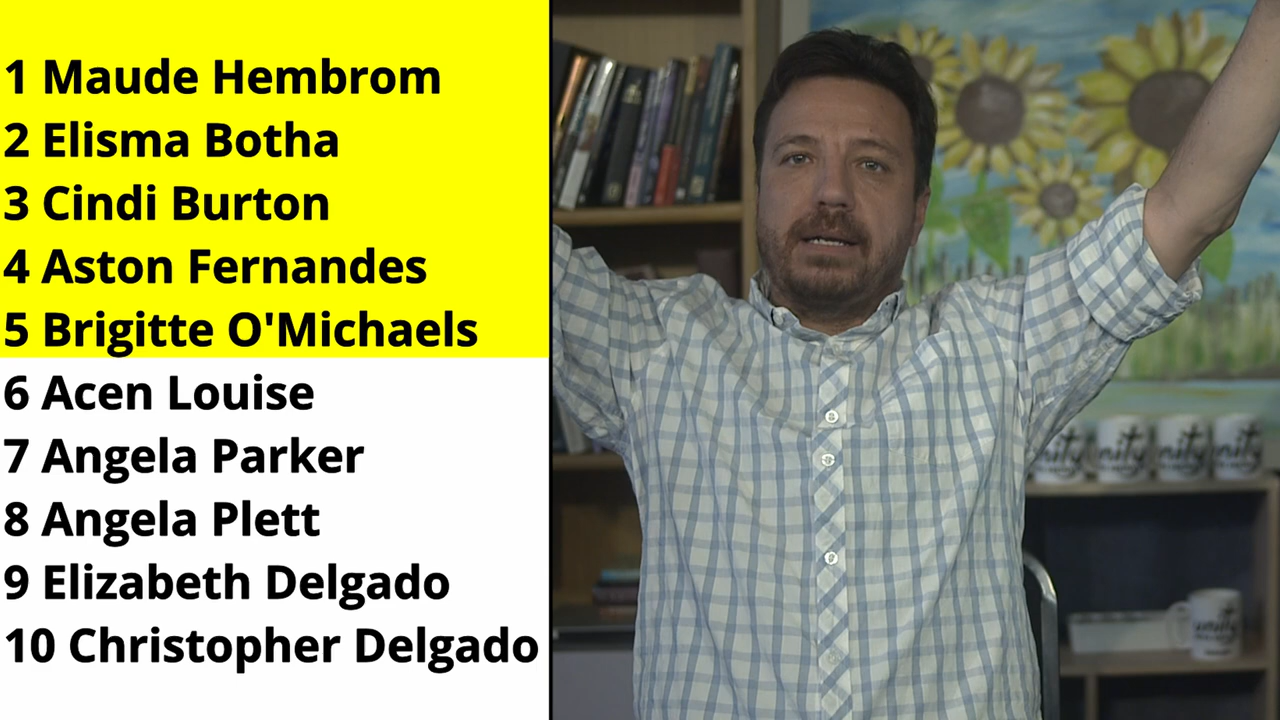 1 Maude Hembrom
2 Elisma Botha
3 Cindi Burton
4 Aston Fernandes
5 Brigitte O'Michaels
6 Acen Louise
7 Angela Parker
8 Angela Plett
9 Elizabeth Delgado
10 Christopher Delgado
unity